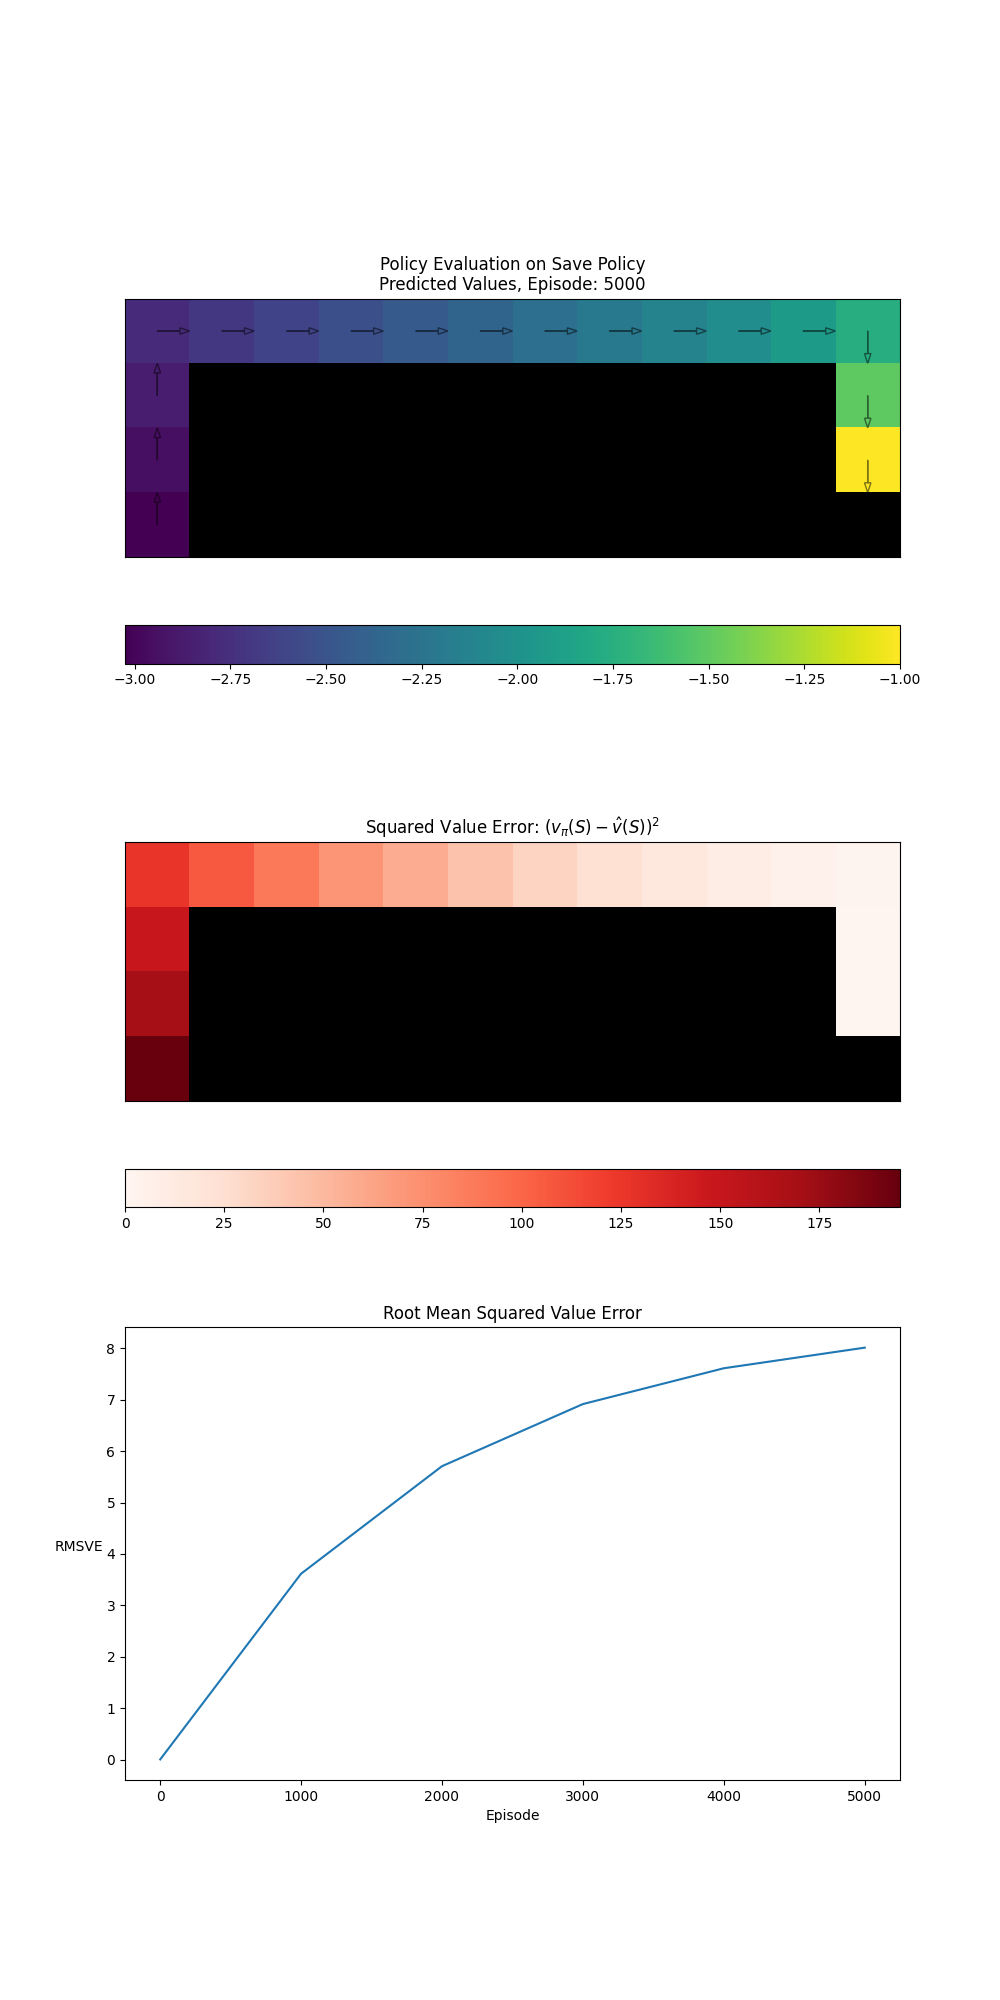 Policy Evaluation on Save Policy
Predicted Values, Episode: 5000
−3.00 −2.75 −2.50 −2.25 −2.00 −1.75 −1.50 −1.25 −1.00
Squared Value Error: $(v_\pi(S) - \hat{v}(S))^2$
0 25 50 75 100 125 150 175
Root Mean Squared Value Error
8
7
6
5
RMSVE 4
3
2
1
0
0 1000 2000 3000 4000 5000
Episode